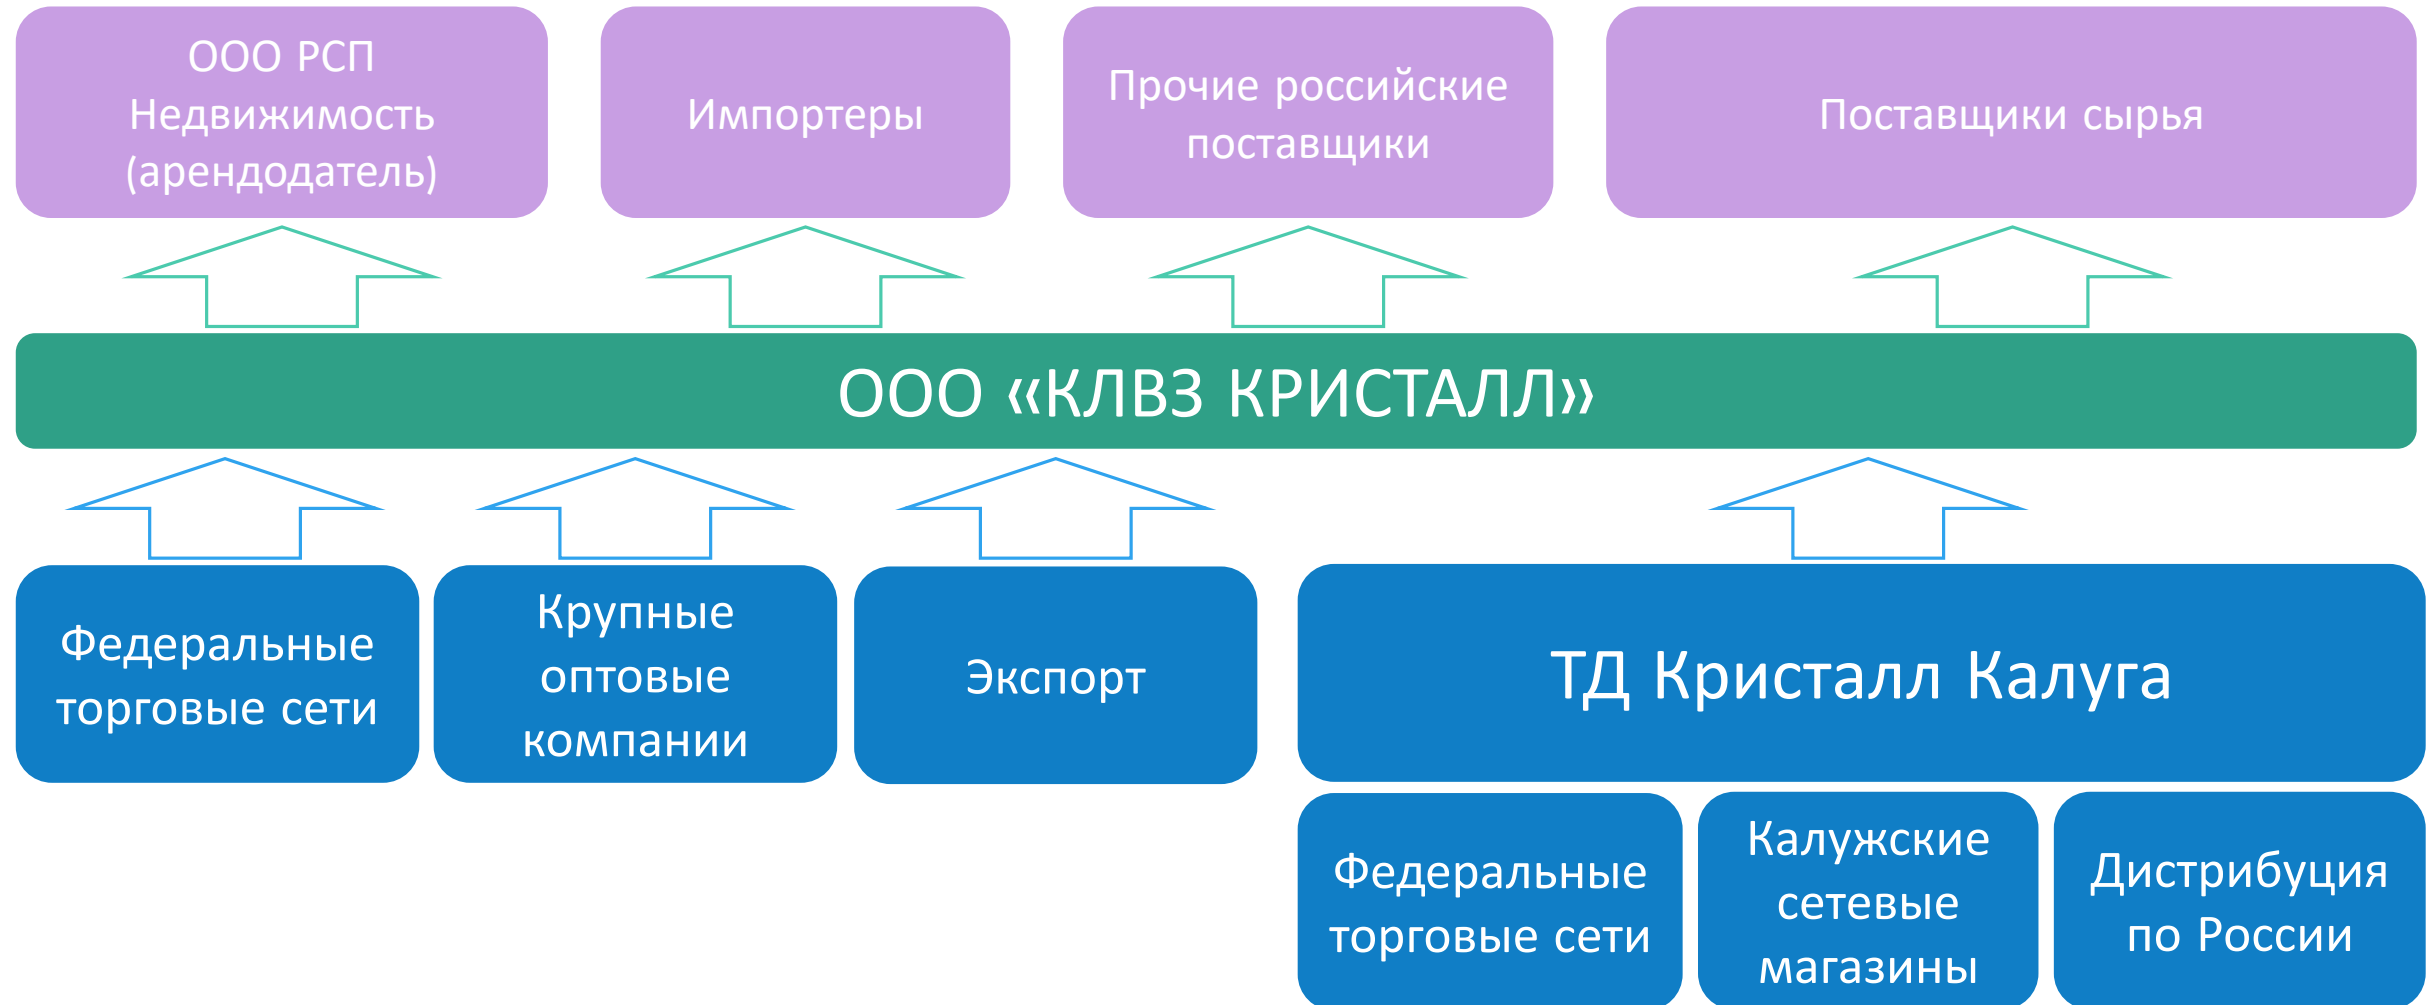 ООО РСП
Недвижимость
(арендодатель)
Импортеры
Прочие российские
поставщики
Поставщики сырья
ООО «КЛВЗ КРИСТАЛЛ»
Федеральные
торговые сети
Крупные
оптовые
компании
Экспорт
ТД Кристалл Калуга
Федеральные
торговые сети
Калужские
сетевые
магазины
Дистрибуция
по России